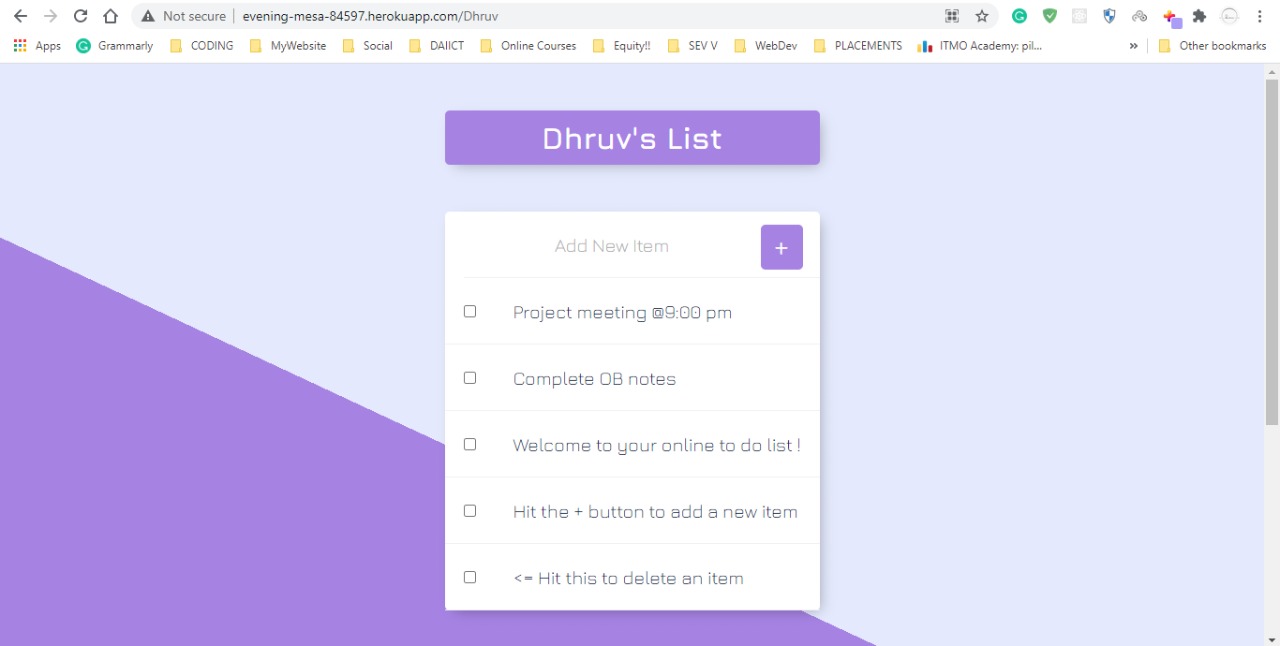 Not secure
evening-mesa-84597.herokuapp.com/Dhruv
Apps Grammarly CODING MyWebsite Social DAIICT Online Courses Equity!! SEV V WebDev PLACEMENTS ITMO Academy: pil... » Other bookmarks
Dhruv's List
Add New Item +
Project meeting @9:00 pm
Complete OB notes
Welcome to your online to do list !
Hit the + button to add a new item
<= Hit this to delete an item